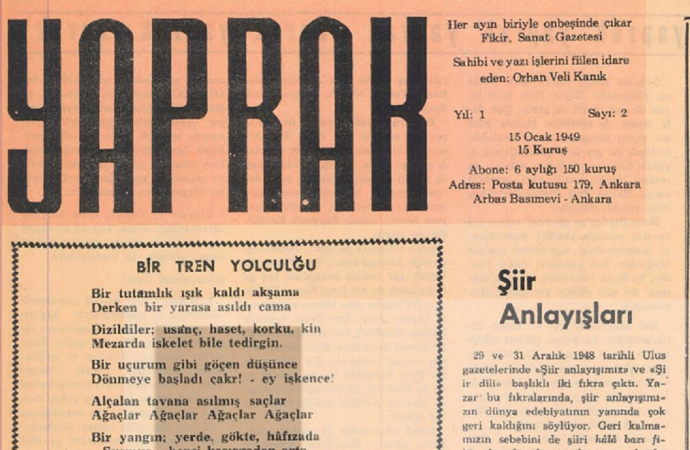 YAPRAK
Her ayın biriyle onbeşinde çıkar
Fikir, Sanat Gazetesi
Sahibi ve yazı işlerini fiilen idare
eden: Orhan Veli Kanık
Yıl: 1 Sayı: 2
15 Ocak 1949
15 Kuruş
Abone: 6 aylığı 150 kuruş
Adres: Posta kutusu 179, Ankara
Arbas Basımevi - Ankara
BİR TREN YOLCULĞU
Bir tutamlık ışık kaldı akşama
Derken bir yarasa asıldı cama
Dizildiler; usanç, haset, korku, kin
Mezarda iskelet bile tedirgin.
Bir uçurum gibi göçen düşünce
Dönmeye başladı çakr! - ey işkence!
Alçalan tavana asılmış saçlar
Ağaçlar Ağaçlar Ağaçlar Ağaçlar
Bir yangın; yerde, gökte, hâfızada
Şiir
Anlayışları
29 ve 31 Aralık 1948 tarihli Ulus
gazetelerinde «Şiir anlayışımız» ve «Şi
ir dili» başlıklı iki fıkra çıktı. Ya-
zar bu fıkralarında, şiir anlayışımı-
zın dünya edebiyatının yanında çok
geri kaldığını söylüyor. Geri kalma-
mızın sebebini de şiiri hâlâ bazı fi-